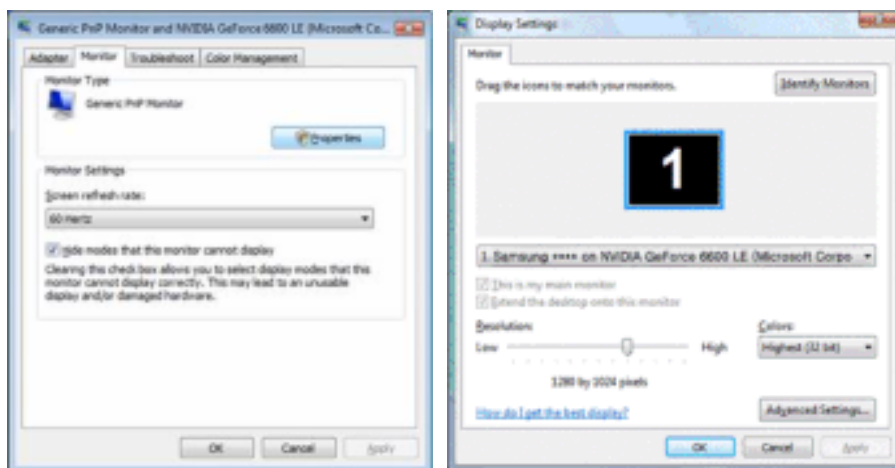 Generic PnP Monitor and NVIDIA GeForce 6600 LE (Microsoft Co...
Adapter Monitor Troubleshoot Color Management
Monitor Type
Generic PnP Monitor
Properties
Monitor Settings
Screen refresh rate:
60 Hertz
Hide modes that this monitor cannot display
Clearing this check box allows you to select display modes that this
monitor cannot display correctly. This may lead to an unusable
display and/or damaged hardware.
OK Cancel Apply
Display Settings
Monitor
Drag the icons to match your monitors.
Identify Monitors
1
1. Samsung **** on NVIDIA GeForce 6600 LE (Microsoft Corpo
This is my main monitor
Extend the desktop onto this monitor
Resolution:
Colors:
Low High
Highest (32 bit)
1280 by 1024 pixels
How do I get the best display?
Advanced Settings...
OK Cancel Apply